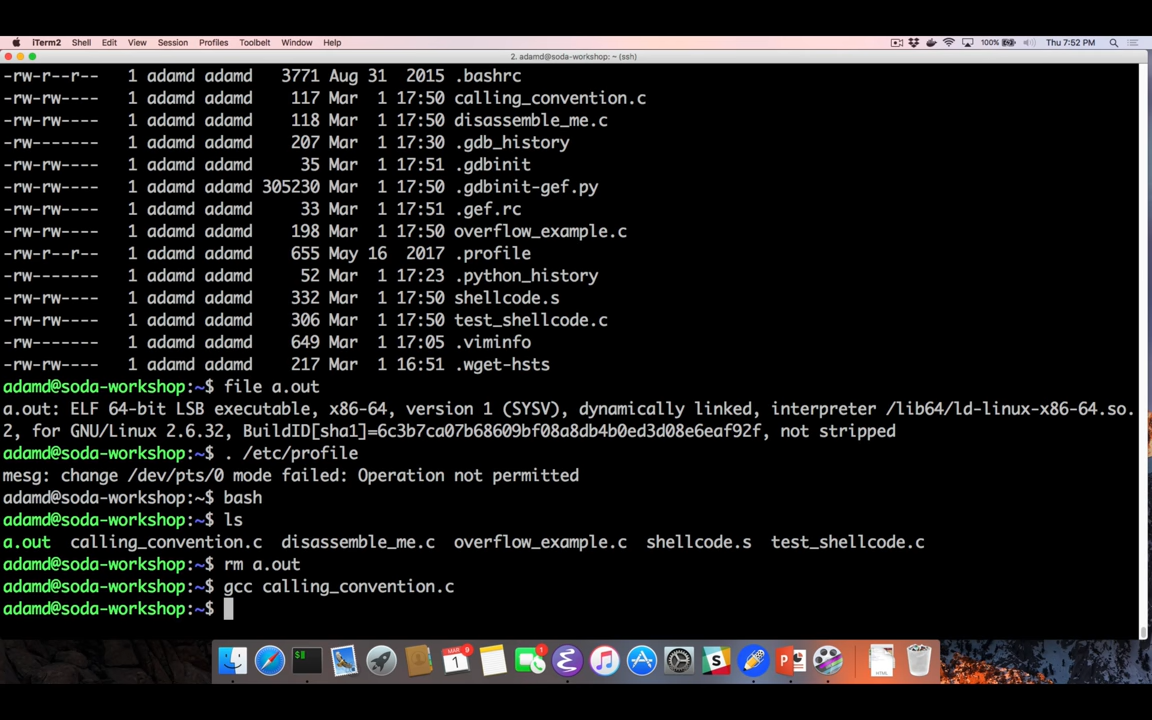 iTerm2 Shell Edit View Session Profiles Toolbelt Window Help 100% Thu 7:52 PM
2. adamd@soda-workshop: ~ (ssh)
-rw-r--r-- 1 adamd adamd 3771 Aug 31 2015 .bashrc
-rw-rw---- 1 adamd adamd 117 Mar 1 17:50 calling_convention.c
-rw-rw---- 1 adamd adamd 118 Mar 1 17:50 disassemble_me.c
-rw------- 1 adamd adamd 207 Mar 1 17:30 .gdb_history
-rw-rw---- 1 adamd adamd 35 Mar 1 17:51 .gdbinit
-rw-rw---- 1 adamd adamd 305230 Mar 1 17:50 .gdbinit-gef.py
-rw-rw---- 1 adamd adamd 33 Mar 1 17:51 .gef.rc
-rw-rw---- 1 adamd adamd 198 Mar 1 17:50 overflow_example.c
-rw-r--r-- 1 adamd adamd 655 May 16 2017 .profile
-rw------- 1 adamd adamd 52 Mar 1 17:23 .python_history
-rw-rw---- 1 adamd adamd 332 Mar 1 17:50 shellcode.s
-rw-rw---- 1 adamd adamd 306 Mar 1 17:50 test_shellcode.c
-rw------- 1 adamd adamd 649 Mar 1 17:05 .viminfo
-rw-rw---- 1 adamd adamd 217 Mar 1 16:51 .wget-hsts
adamd@soda-workshop:~$ file a.out
a.out: ELF 64-bit LSB executable, x86-64, version 1 (SYSV), dynamically linked, interpreter /lib64/ld-linux-x86-64.so.
2, for GNU/Linux 2.6.32, BuildID[sha1]=6c3b7ca07b68609bf08a8db4b0ed3d08e6eaf92f, not stripped
adamd@soda-workshop:~$ . /etc/profile
mesg: change /dev/pts/0 mode failed: Operation not permitted
adamd@soda-workshop:~$ bash
adamd@soda-workshop:~$ ls
a.out calling_convention.c disassemble_me.c overflow_example.c shellcode.s test_shellcode.c
adamd@soda-workshop:~$ rm a.out
adamd@soda-workshop:~$ gcc calling_convention.c
adamd@soda-workshop:~$